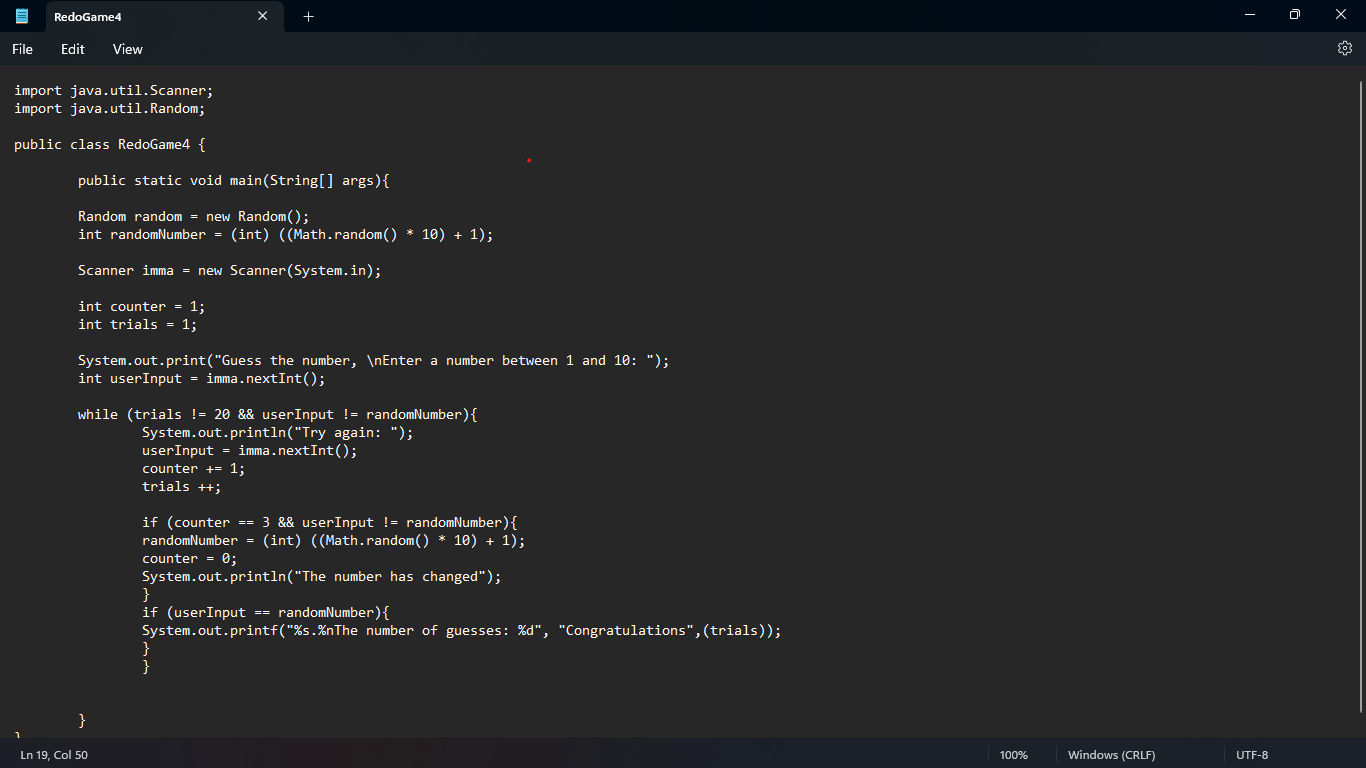 RedoGame4
File Edit View
import java.util.Scanner;
import java.util.Random;
public class RedoGame4 {
public static void main(String[] args){
Random random = new Random();
int randomNumber = (int) ((Math.random() * 10) + 1);
Scanner imma = new Scanner(System.in);
int counter = 1;
int trials = 1;
System.out.print("Guess the number, \nEnter a number between 1 and 10: ");
int userInput = imma.nextInt();
while (trials != 20 && userInput != randomNumber){
System.out.println("Try again: ");
userInput = imma.nextInt();
counter += 1;
trials ++;
if (counter == 3 && userInput != randomNumber){
randomNumber = (int) ((Math.random() * 10) + 1);
counter = 0;
System.out.println("The number has changed");
}
if (userInput == randomNumber){
System.out.printf("%s.%nThe number of guesses: %d", "Congratulations",(trials));
}
}
}
}
Ln 19, Col 50 100% Windows (CRLF) UTF-8